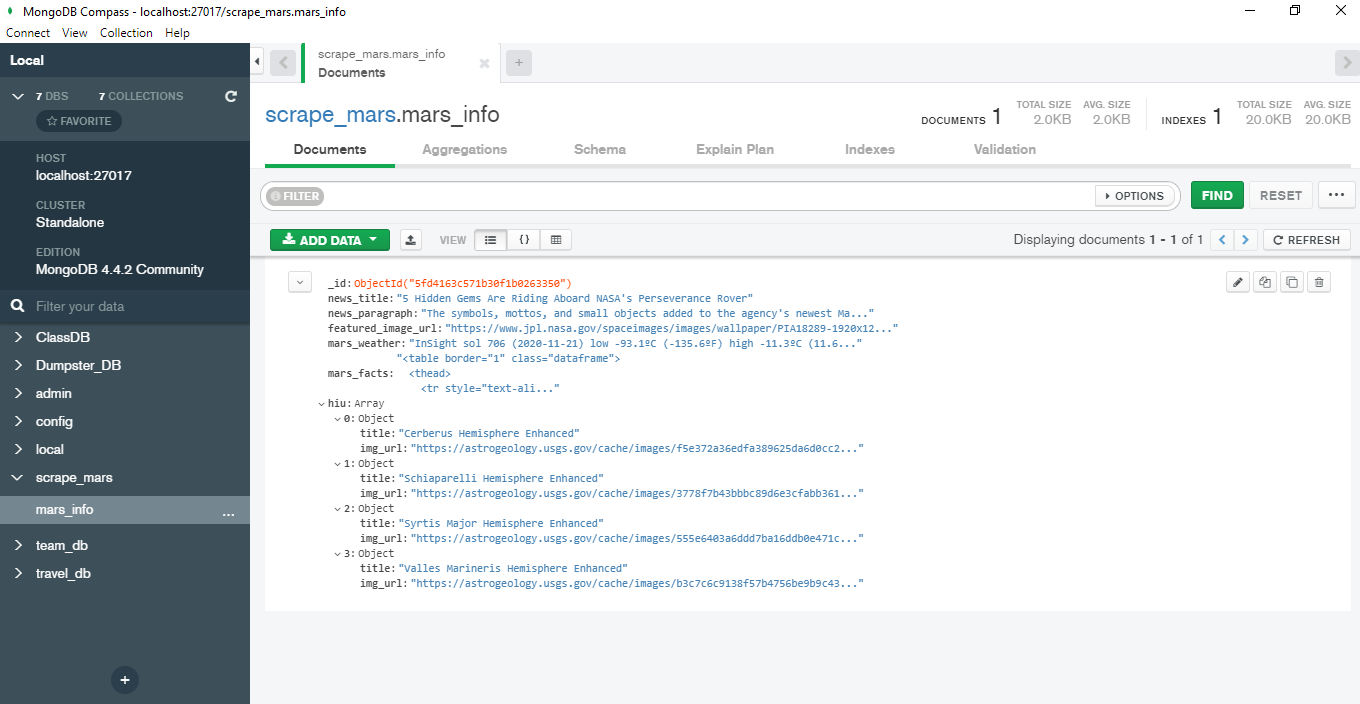 MongoDB Compass - localhost:27017/scrape_mars.mars_info
Connect View Collection Help
Local
7 DBS 7 COLLECTIONS
FAVORITE
HOST
localhost:27017
CLUSTER
Standalone
EDITION
MongoDB 4.4.2 Community
Filter your data
ClassDB
Dumpster_DB
admin
config
local
scrape_mars
mars_info ...
team_db
travel_db
+
scrape_mars.mars_info
Documents
+
scrape_mars.mars_info
DOCUMENTS 1 TOTAL SIZE 2.0KB AVG. SIZE 2.0KB INDEXES 1 TOTAL SIZE 20.0KB AVG. SIZE 20.0KB
Documents Aggregations Schema Explain Plan Indexes Validation
FILTER OPTIONS FIND RESET ...
ADD DATA VIEW {} Displaying documents 1 - 1 of 1 REFRESH
_id: ObjectId("5fd4163c571b30f1b0263350")
news_title: "5 Hidden Gems Are Riding Aboard NASA's Perseverance Rover"
news_paragraph: "The symbols, mottos, and small objects added to the agency's newest Ma..."
featured_image_url: "https://www.jpl.nasa.gov/spaceimages/images/wallpaper/PIA18289-1920x12..."
mars_weather: "InSight sol 706 (2020-11-21) low -93.1ºC (-135.6ºF) high -11.3ºC (11.6..."
"<table border="1" class="dataframe">
mars_facts: <thead>
<tr style="text-ali..."
hiu: Array
0: Object
title: "Cerberus Hemisphere Enhanced"
img_url: "https://astrogeology.usgs.gov/cache/images/f5e372a36edfa389625da6d0cc2..."
1: Object
title: "Schiaparelli Hemisphere Enhanced"
img_url: "https://astrogeology.usgs.gov/cache/images/3778f7b43bbbc89d6e3cfabb361..."
2: Object
title: "Syrtis Major Hemisphere Enhanced"
img_url: "https://astrogeology.usgs.gov/cache/images/555e6403a6ddd7ba16ddb0e471c..."
3: Object
title: "Valles Marineris Hemisphere Enhanced"
img_url: "https://astrogeology.usgs.gov/cache/images/b3c7c6c9138f57b4756be9b9c43..."